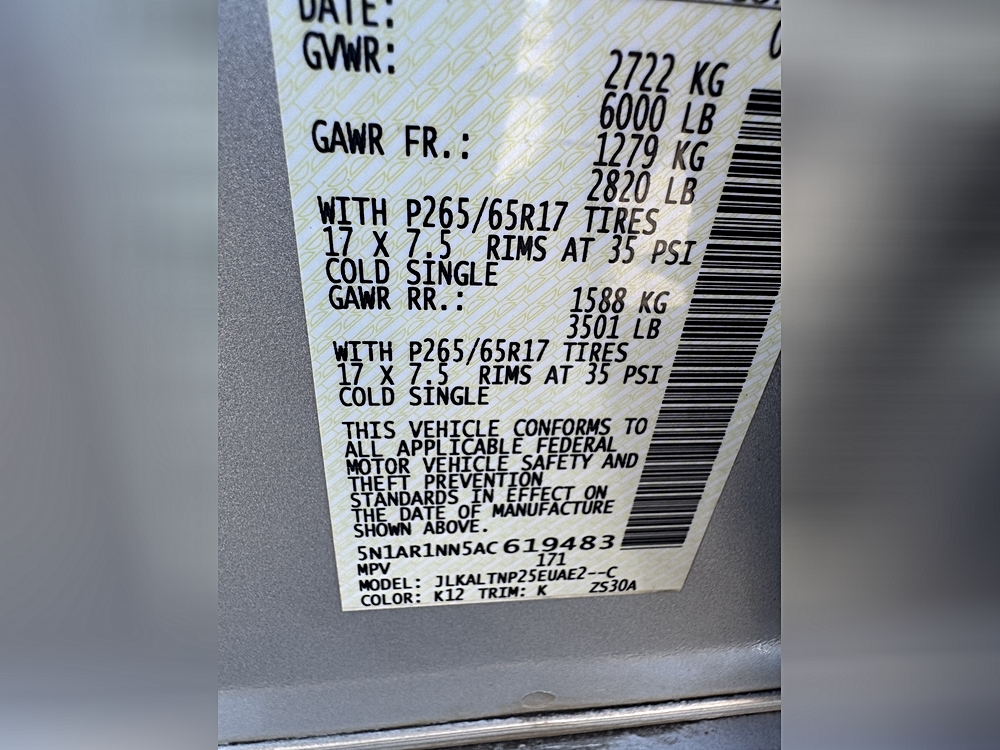 DATE:
GVWR:
2722 KG
6000 LB
GAWR FR.:
1279 KG
2820 LB
WITH P265/65R17 TIRES
17 X 7.5 RIMS AT 35 PSI
COLD SINGLE
GAWR RR.:
1588 KG
3501 LB
WITH P265/65R17 TIRES
17 X 7.5 RIMS AT 35 PSI
COLD SINGLE
THIS VEHICLE CONFORMS TO
ALL APPLICABLE FEDERAL
MOTOR VEHICLE SAFETY AND
THEFT PREVENTION
STANDARDS IN EFFECT ON
THE DATE OF MANUFACTURE
SHOWN ABOVE.
5N1AR1NN5AC619483
MPV 171
MODEL: JLKALTNP25EUAE2--C
COLOR: K12 TRIM: K ZS30A